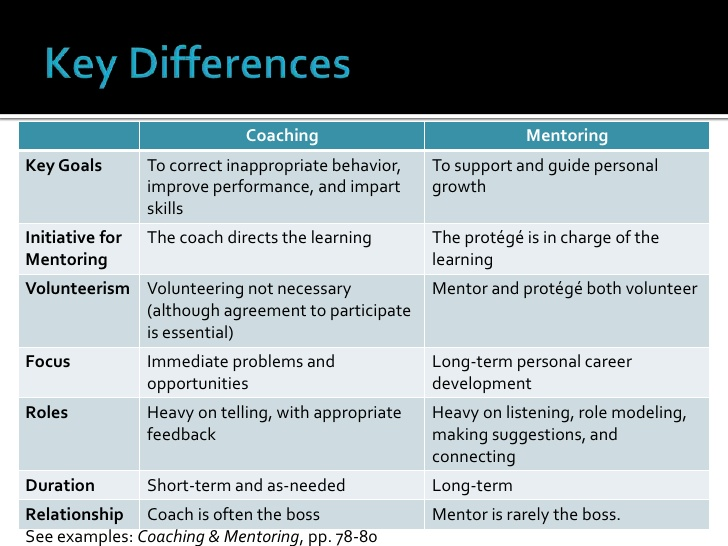 Key Differences
Coaching Mentoring
Key Goals To correct inappropriate behavior, To support and guide personal
improve performance, and impart growth
skills
Initiative for The coach directs the learning The protégé is in charge of the
Mentoring learning
Volunteerism Volunteering not necessary Mentor and protégé both volunteer
(although agreement to participate
is essential)
Focus Immediate problems and Long-term personal career
opportunities development
Roles Heavy on telling, with appropriate Heavy on listening, role modeling,
feedback making suggestions, and
connecting
Duration Short-term and as-needed Long-term
Relationship Coach is often the boss Mentor is rarely the boss.
See examples: Coaching & Mentoring, pp. 78-80